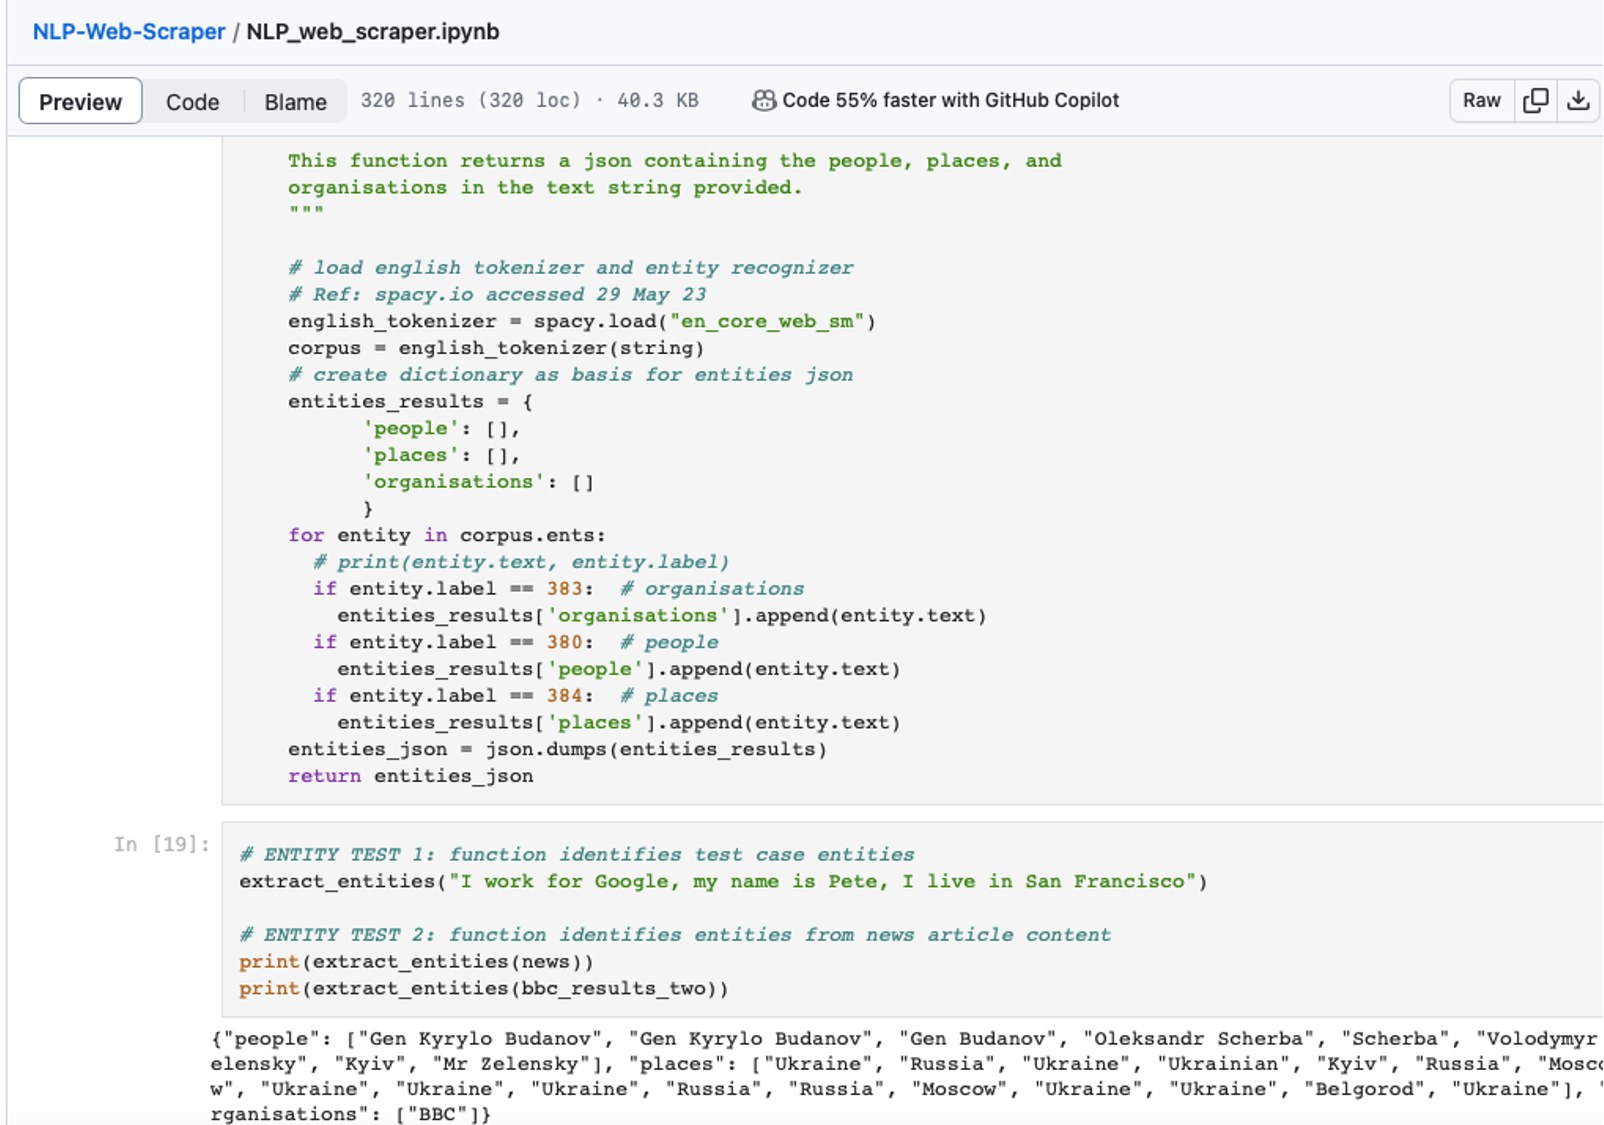 NLP-Web-Scraper / NLP_web_scraper.ipynb
Preview Code Blame 320 lines (320 loc) · 40.3 KB Code 55% faster with GitHub Copilot Raw
This function returns a json containing the people, places, and
organisations in the text string provided.
"""
# load english tokenizer and entity recognizer
# Ref: spacy.io accessed 29 May 23
english_tokenizer = spacy.load("en_core_web_sm")
corpus = english_tokenizer(string)
# create dictionary as basis for entities json
entities_results = {
'people': [],
'places': [],
'organisations': []
}
for entity in corpus.ents:
# print(entity.text, entity.label)
if entity.label == 383: # organisations
entities_results['organisations'].append(entity.text)
if entity.label == 380: # people
entities_results['people'].append(entity.text)
if entity.label == 384: # places
entities_results['places'].append(entity.text)
entities_json = json.dumps(entities_results)
return entities_json
In [19]:
# ENTITY TEST 1: function identifies test case entities
extract_entities("I work for Google, my name is Pete, I live in San Francisco")
# ENTITY TEST 2: function identifies entities from news article content
print(extract_entities(news))
print(extract_entities(bbc_results_two))
{"people": ["Gen Kyrylo Budanov", "Gen Kyrylo Budanov", "Gen Budanov", "Oleksandr Scherba", "Scherba", "Volodymyr
elensky", "Kyiv", "Mr Zelensky"], "places": ["Ukraine", "Russia", "Ukraine", "Ukrainian", "Kyiv", "Russia", "Mosc
w", "Ukraine", "Ukraine", "Ukraine", "Russia", "Russia", "Moscow", "Ukraine", "Ukraine", "Belgorod", "Ukraine"], "
rganisations": ["BBC"]}